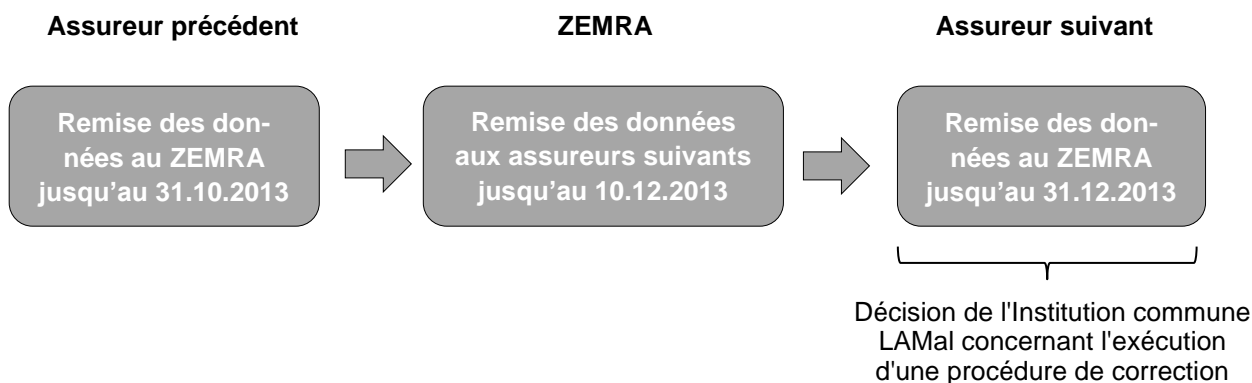 Assureur précédent
ZEMRA
Assureur suivant
Remise des don-
nées au ZEMRA
jusqu'au 31.10.2013
Remise des données
aux assureurs suivants
jusqu'au 10.12.2013
Remise des don-
nées au ZEMRA
jusqu'au 31.12.2013
Décision de l'Institution commune
LAMal concernant l'exécution
d'une procédure de correction